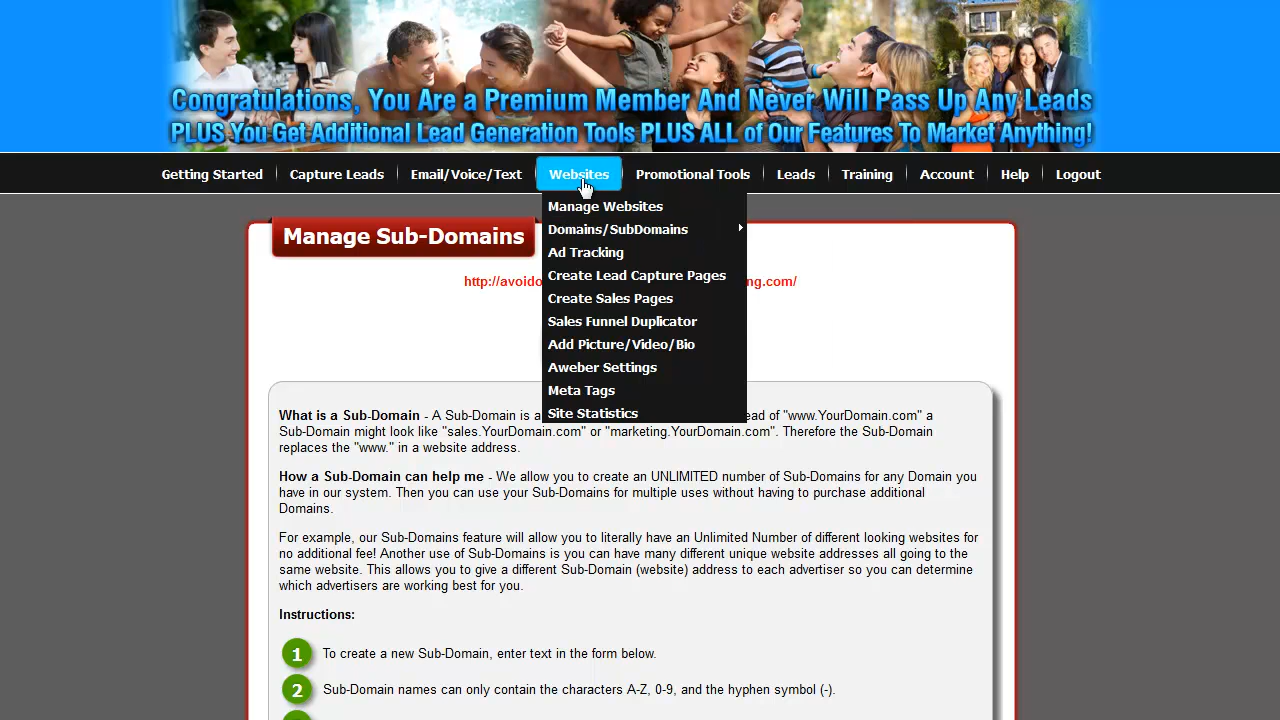 Congratulations, You Are a Premium Member And Never Will Pass Up Any Leads
PLUS You Get Additional Lead Generation Tools PLUS ALL of Our Features To Market Anything!
Getting Started Capture Leads Email/Voice/Text Websites Promotional Tools Leads Training Account Help Logout
Manage Websites
Domains/SubDomains
Ad Tracking
Create Lead Capture Pages
Create Sales Pages
Sales Funnel Duplicator
Add Picture/Video/Bio
Aweber Settings
Meta Tags
Site Statistics
Manage Sub-Domains
http://avoido ng.com/
What is a Sub-Domain - A Sub-Domain is a ead of "www.YourDomain.com" a
Sub-Domain might look like "sales.YourDomain.com" or "marketing.YourDomain.com". Therefore the Sub-Domain
replaces the "www." in a website address.
How a Sub-Domain can help me - We allow you to create an UNLIMITED number of Sub-Domains for any Domain you
have in our system. Then you can use your Sub-Domains for multiple uses without having to purchase additional
Domains.
For example, our Sub-Domains feature will allow you to literally have an Unlimited Number of different looking websites for
no additional fee! Another use of Sub-Domains is you can have many different unique website addresses all going to the
same website. This allows you to give a different Sub-Domain (website) address to each advertiser so you can determine
which advertisers are working best for you.
Instructions:
1 To create a new Sub-Domain, enter text in the form below.
2 Sub-Domain names can only contain the characters A-Z, 0-9, and the hyphen symbol (-).